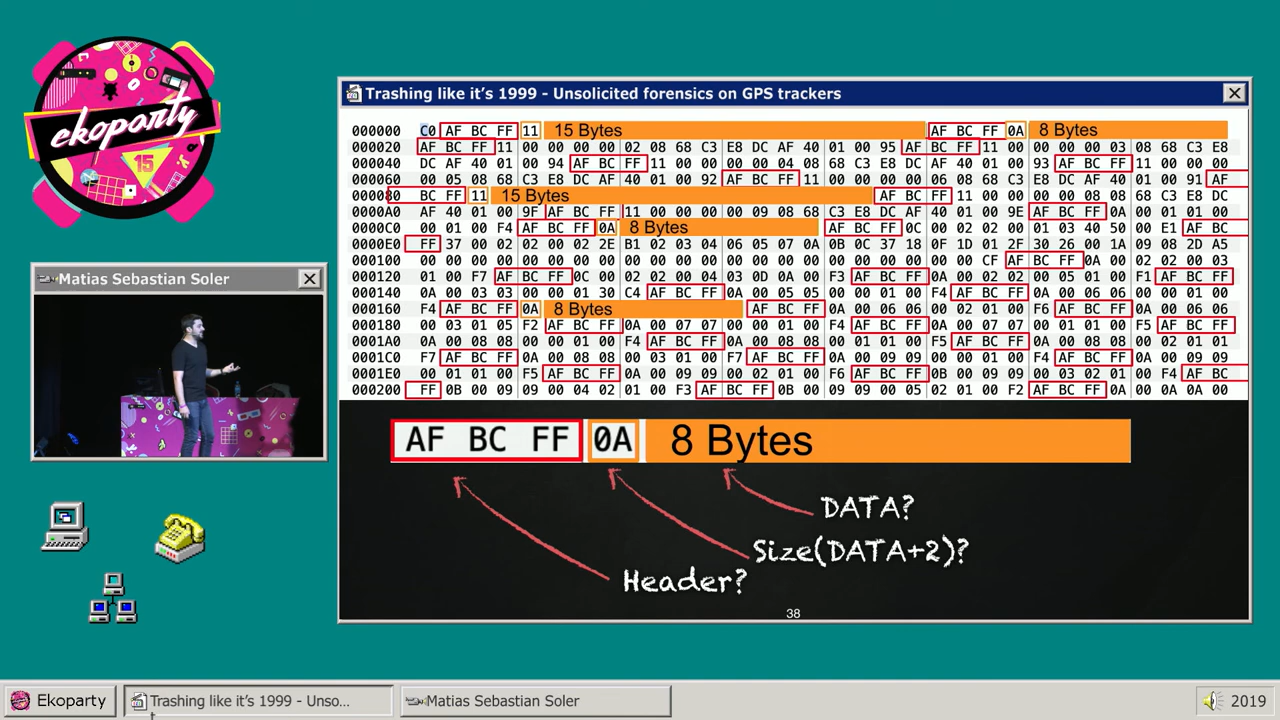 ekoparty
15
Trashing like it's 1999 - Unsolicited forensics on GPS trackers
000000 C0 AF BC FF 11 15 Bytes AF BC FF 0A 8 Bytes
000020 AF BC FF 11 00 00 00 00 02 08 68 C3 E8 DC AF 40 01 00 95 AF BC FF 11 00 00 00 00 03 08 68 C3 E8
000040 DC AF 40 01 00 94 AF BC FF 11 00 00 00 00 04 08 68 C3 E8 DC AF 40 01 00 93 AF BC FF 11 00 00 00
000060 00 05 08 68 C3 E8 DC AF 40 01 00 92 AF BC FF 11 00 00 00 00 06 08 68 C3 E8 DC AF 40 01 00 91 AF
000080 BC FF 11 15 Bytes AF BC FF 11 00 00 00 00 08 08 68 C3 E8 DC
0000A0 AF 40 01 00 9F AF BC FF 11 00 00 00 00 09 08 68 C3 E8 DC AF 40 01 00 9E AF BC FF 0A 00 01 01 00
0000C0 00 01 00 F4 AF BC FF 0A 8 Bytes AF BC FF 0C 00 02 02 00 01 03 40 50 00 E1 AF BC
0000E0 FF 37 00 02 02 00 02 2E B1 02 03 04 06 05 07 0A 0B 0C 37 18 0F 1D 01 2F 30 26 00 1A 08 2D A5
000100 00 00 00 00 00 00 00 00 00 00 00 00 00 00 00 00 00 00 00 00 00 00 CF AF BC FF 0A 00 02 02 00 03
000120 01 00 F7 AF BC FF 0C 00 02 02 00 04 03 0D 0A 00 F3 AF BC FF 0A 00 02 02 00 05 01 00 F1 AF BC FF
000140 0A 00 03 03 00 00 01 30 C4 AF BC FF 0A 00 05 05 00 00 01 00 F4 AF BC FF 0A 00 06 06 00 00 01 00
000160 F4 AF BC FF 0A 8 Bytes AF BC FF 0A 00 06 06 00 02 01 00 F6 AF BC FF 0A 00 06 06
000180 00 03 01 05 F2 AF BC FF 0A 00 07 07 00 00 01 00 F4 AF BC FF 0A 00 07 07 00 01 01 00 F5 AF BC FF
0001A0 0A 00 08 08 00 00 01 00 F4 AF BC FF 0A 00 08 08 00 01 01 00 F5 AF BC FF 0A 00 08 08 00 02 01 01
0001C0 F7 AF BC FF 0A 00 08 08 00 03 01 00 F7 AF BC FF 0A 00 09 09 00 00 01 00 F4 AF BC FF 0A 00 09 09
0001E0 00 01 01 00 F5 AF BC FF 0A 00 09 09 00 02 01 00 F6 AF BC FF 0B 00 09 09 00 03 02 01 00 F4 AF BC
000200 FF 0B 00 09 09 00 04 02 01 00 F3 AF BC FF 0B 00 09 09 00 05 02 01 00 F2 AF BC FF 0A 00 0A 0A 00
Matias Sebastian Soler
AF BC FF 0A 8 Bytes
DATA?
Size(DATA+2)?
Header?
38
Ekoparty
Trashing like it's 1999 - Unso...
Matias Sebastian Soler
2019